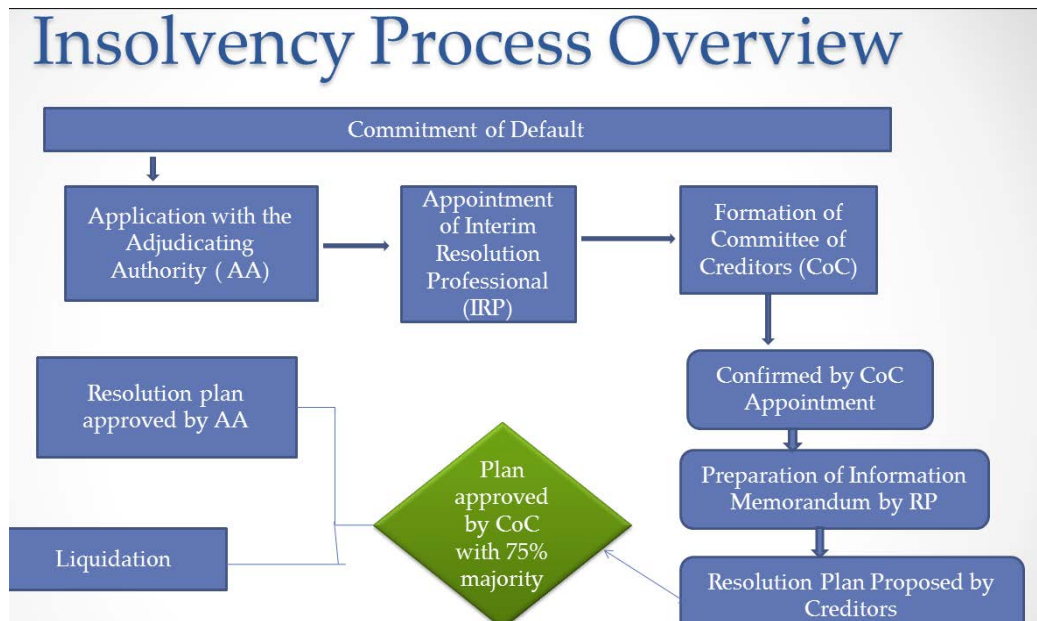 Insolvency Process Overview
Commitment of Default
Application with the
Adjudicating
Authority ( AA)
Appointment
of Interim
Resolution
Professional
(IRP)
Formation of
Committee of
Creditors (CoC)
Confirmed by CoC
Appointment
Preparation of Information
Memorandum by RP
Resolution Plan Proposed by
Creditors
Plan
approved
by CoC
with 75%
majority
Resolution plan
approved by AA
Liquidation